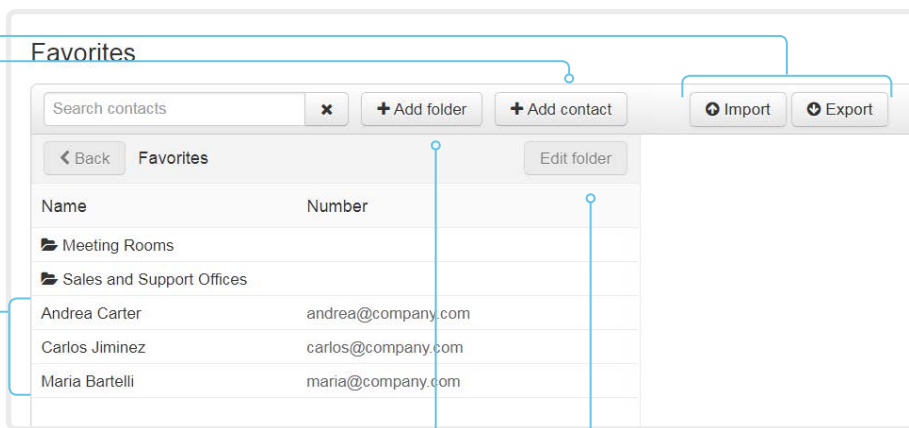 Favorites
Search contacts
Add folder
Add contact
Import
Export
Back
Favorites
Edit folder
Name Number
Meeting Rooms
Sales and Support Offices
Andrea Carter andrea@company.com
Carlos Jiminez carlos@company.com
Maria Bartelli maria@company.com